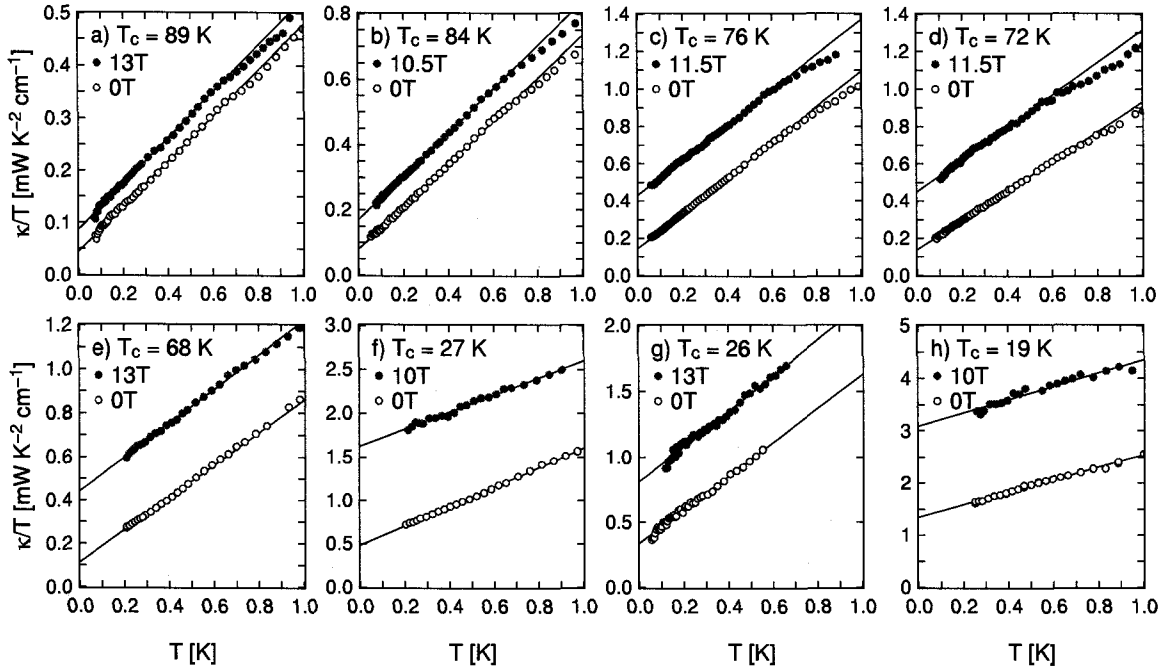 a) Tc = 89 K
13T
0T
0.5
0.4
0.3
0.2
0.1
0.0
0.0 0.2 0.4 0.6 0.8 1.0
b) Tc = 84 K
10.5T
0T
0.8
0.6
0.4
0.2
0.0
0.0 0.2 0.4 0.6 0.8 1.0
c) Tc = 76 K
11.5T
0T
1.4
1.2
1.0
0.8
0.6
0.4
0.2
0.0
0.0 0.2 0.4 0.6 0.8 1.0
d) Tc = 72 K
11.5T
0T
1.4
1.2
1.0
0.8
0.6
0.4
0.2
0.0
0.0 0.2 0.4 0.6 0.8 1.0
κ/T [mW K⁻² cm⁻¹]
e) Tc = 68 K
13T
0T
1.2
1.0
0.8
0.6
0.4
0.2
0.0
0.0 0.2 0.4 0.6 0.8 1.0
T [K]
f) Tc = 27 K
10T
0T
3.0
2.5
2.0
1.5
1.0
0.5
0.0
0.0 0.2 0.4 0.6 0.8 1.0
T [K]
g) Tc = 26 K
13T
0T
2.0
1.5
1.0
0.5
0.0
0.0 0.2 0.4 0.6 0.8 1.0
T [K]
h) Tc = 19 K
10T
0T
5
4
3
2
1
0
0.0 0.2 0.4 0.6 0.8 1.0
T [K]
κ/T [mW K⁻² cm⁻¹]